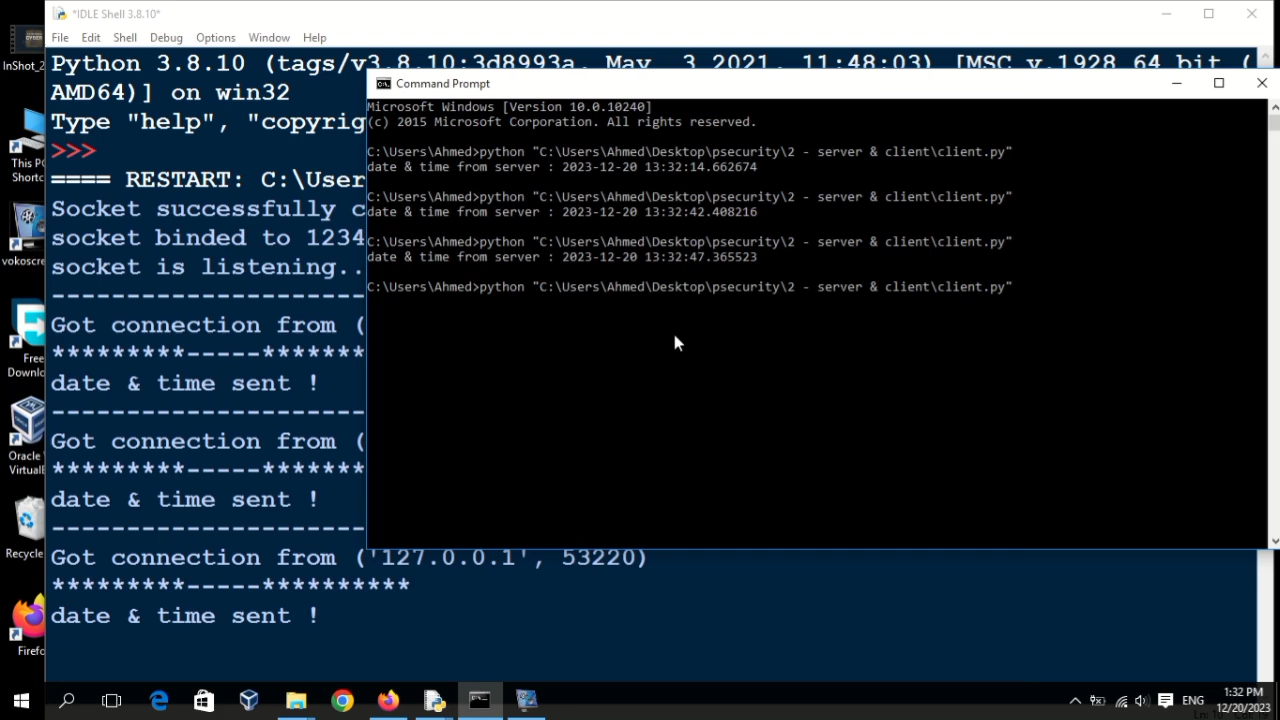 *IDLE Shell 3.8.10*
File Edit Shell Debug Options Window Help
Python 3.8.10 (tags/v3.8.10:3d8993a, May 3 2021, 11:48:03) [MSC v.1928 64 bit (
AMD64)] on win32
Type "help", "copyrig
>>>
==== RESTART: C:\User
Socket successfully c
socket binded to 1234
socket is listening..
---------------------
Got connection from (
*********-----*******
date & time sent !
---------------------
Got connection from (
*********-----*******
date & time sent !
---------------------
Got connection from ('127.0.0.1', 53220)
*********-----**********
date & time sent !
Command Prompt
Microsoft Windows [Version 10.0.10240]
(c) 2015 Microsoft Corporation. All rights reserved.
C:\Users\Ahmed>python "C:\Users\Ahmed\Desktop\psecurity\2 - server & client\client.py"
date & time from server : 2023-12-20 13:32:14.662674
C:\Users\Ahmed>python "C:\Users\Ahmed\Desktop\psecurity\2 - server & client\client.py"
date & time from server : 2023-12-20 13:32:42.408216
C:\Users\Ahmed>python "C:\Users\Ahmed\Desktop\psecurity\2 - server & client\client.py"
date & time from server : 2023-12-20 13:32:47.365523
C:\Users\Ahmed>python "C:\Users\Ahmed\Desktop\psecurity\2 - server & client\client.py"
InShot_2
This PC
Shortc
vokoscre
Free
Downlo
Oracle
VirtualB
Recycle
Firefo
ENG
1:32 PM
12/20/2023